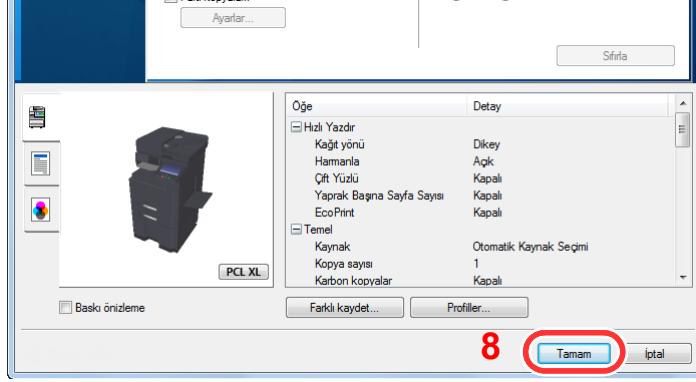 Ayarlar...
Sıfırla
Öğe Detay
Hızlı Yazdır
Kağıt yönü Dikey
Harmanla Açık
Çift Yüzlü Kapalı
Yaprak Başına Sayfa Sayısı Kapalı
EcoPrint Kapalı
Temel
Kaynak Otomatik Kaynak Seçimi
Kopya sayısı 1
Karbon kopyalar Kapalı
PCL XL
Baskı önizleme Farklı kaydet... Profiller...
8 Tamam İptal